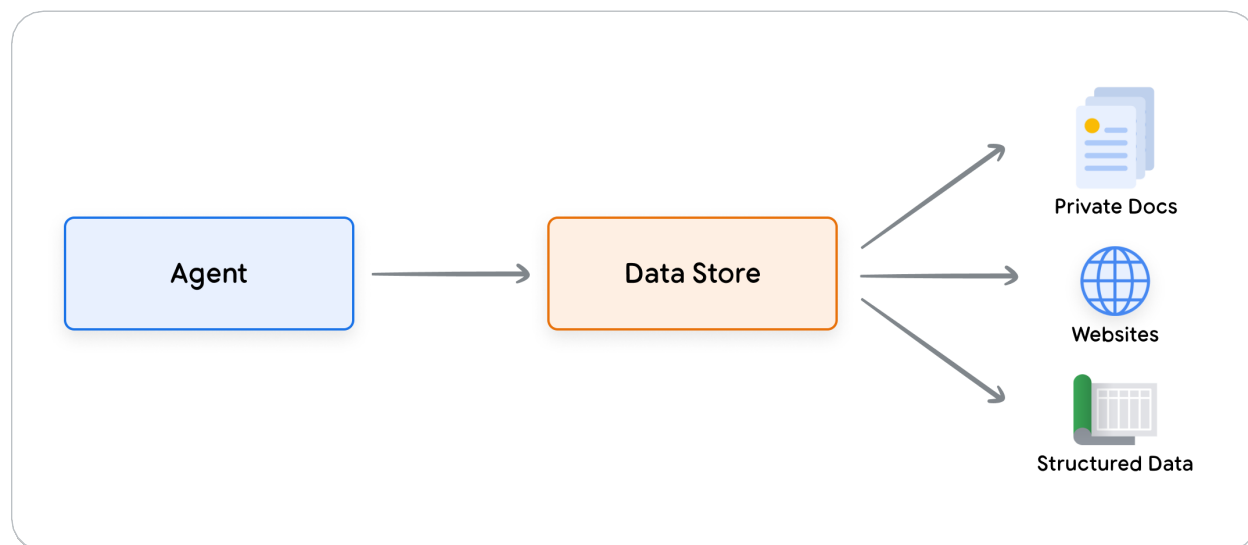 Agent
Data Store
Private Docs
Websites
Structured Data